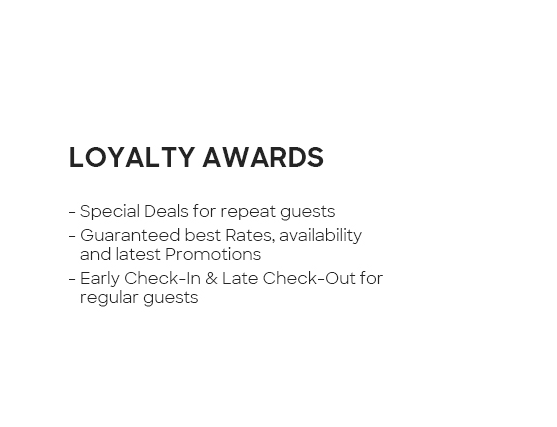 LOYALTY AWARDS
- Special Deals for repeat guests
- Guaranteed best Rates, availability
and latest Promotions
- Early Check-In & Late Check-Out for
regular guests